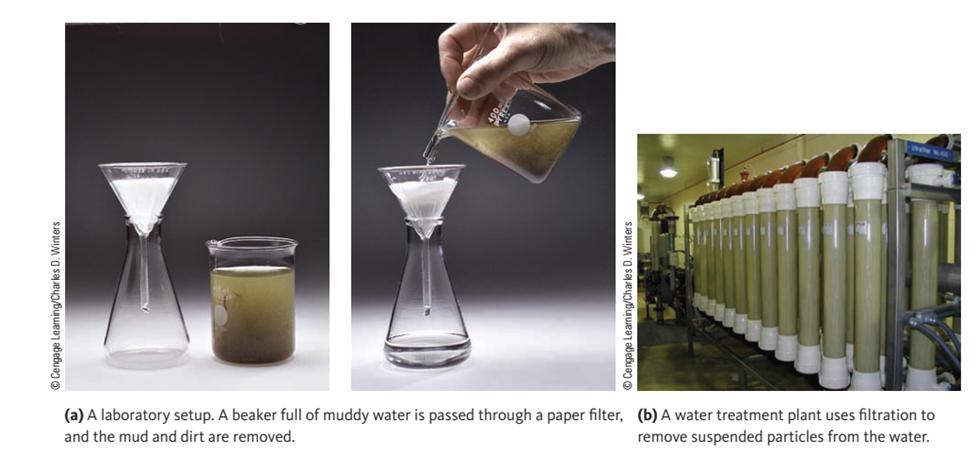 © Cengage Learning/Charles D. Winters
400
PYREX
© Cengage Learning/Charles D. Winters
(a) A laboratory setup. A beaker full of muddy water is passed through a paper filter,
and the mud and dirt are removed.
(b) A water treatment plant uses filtration to
remove suspended particles from the water.